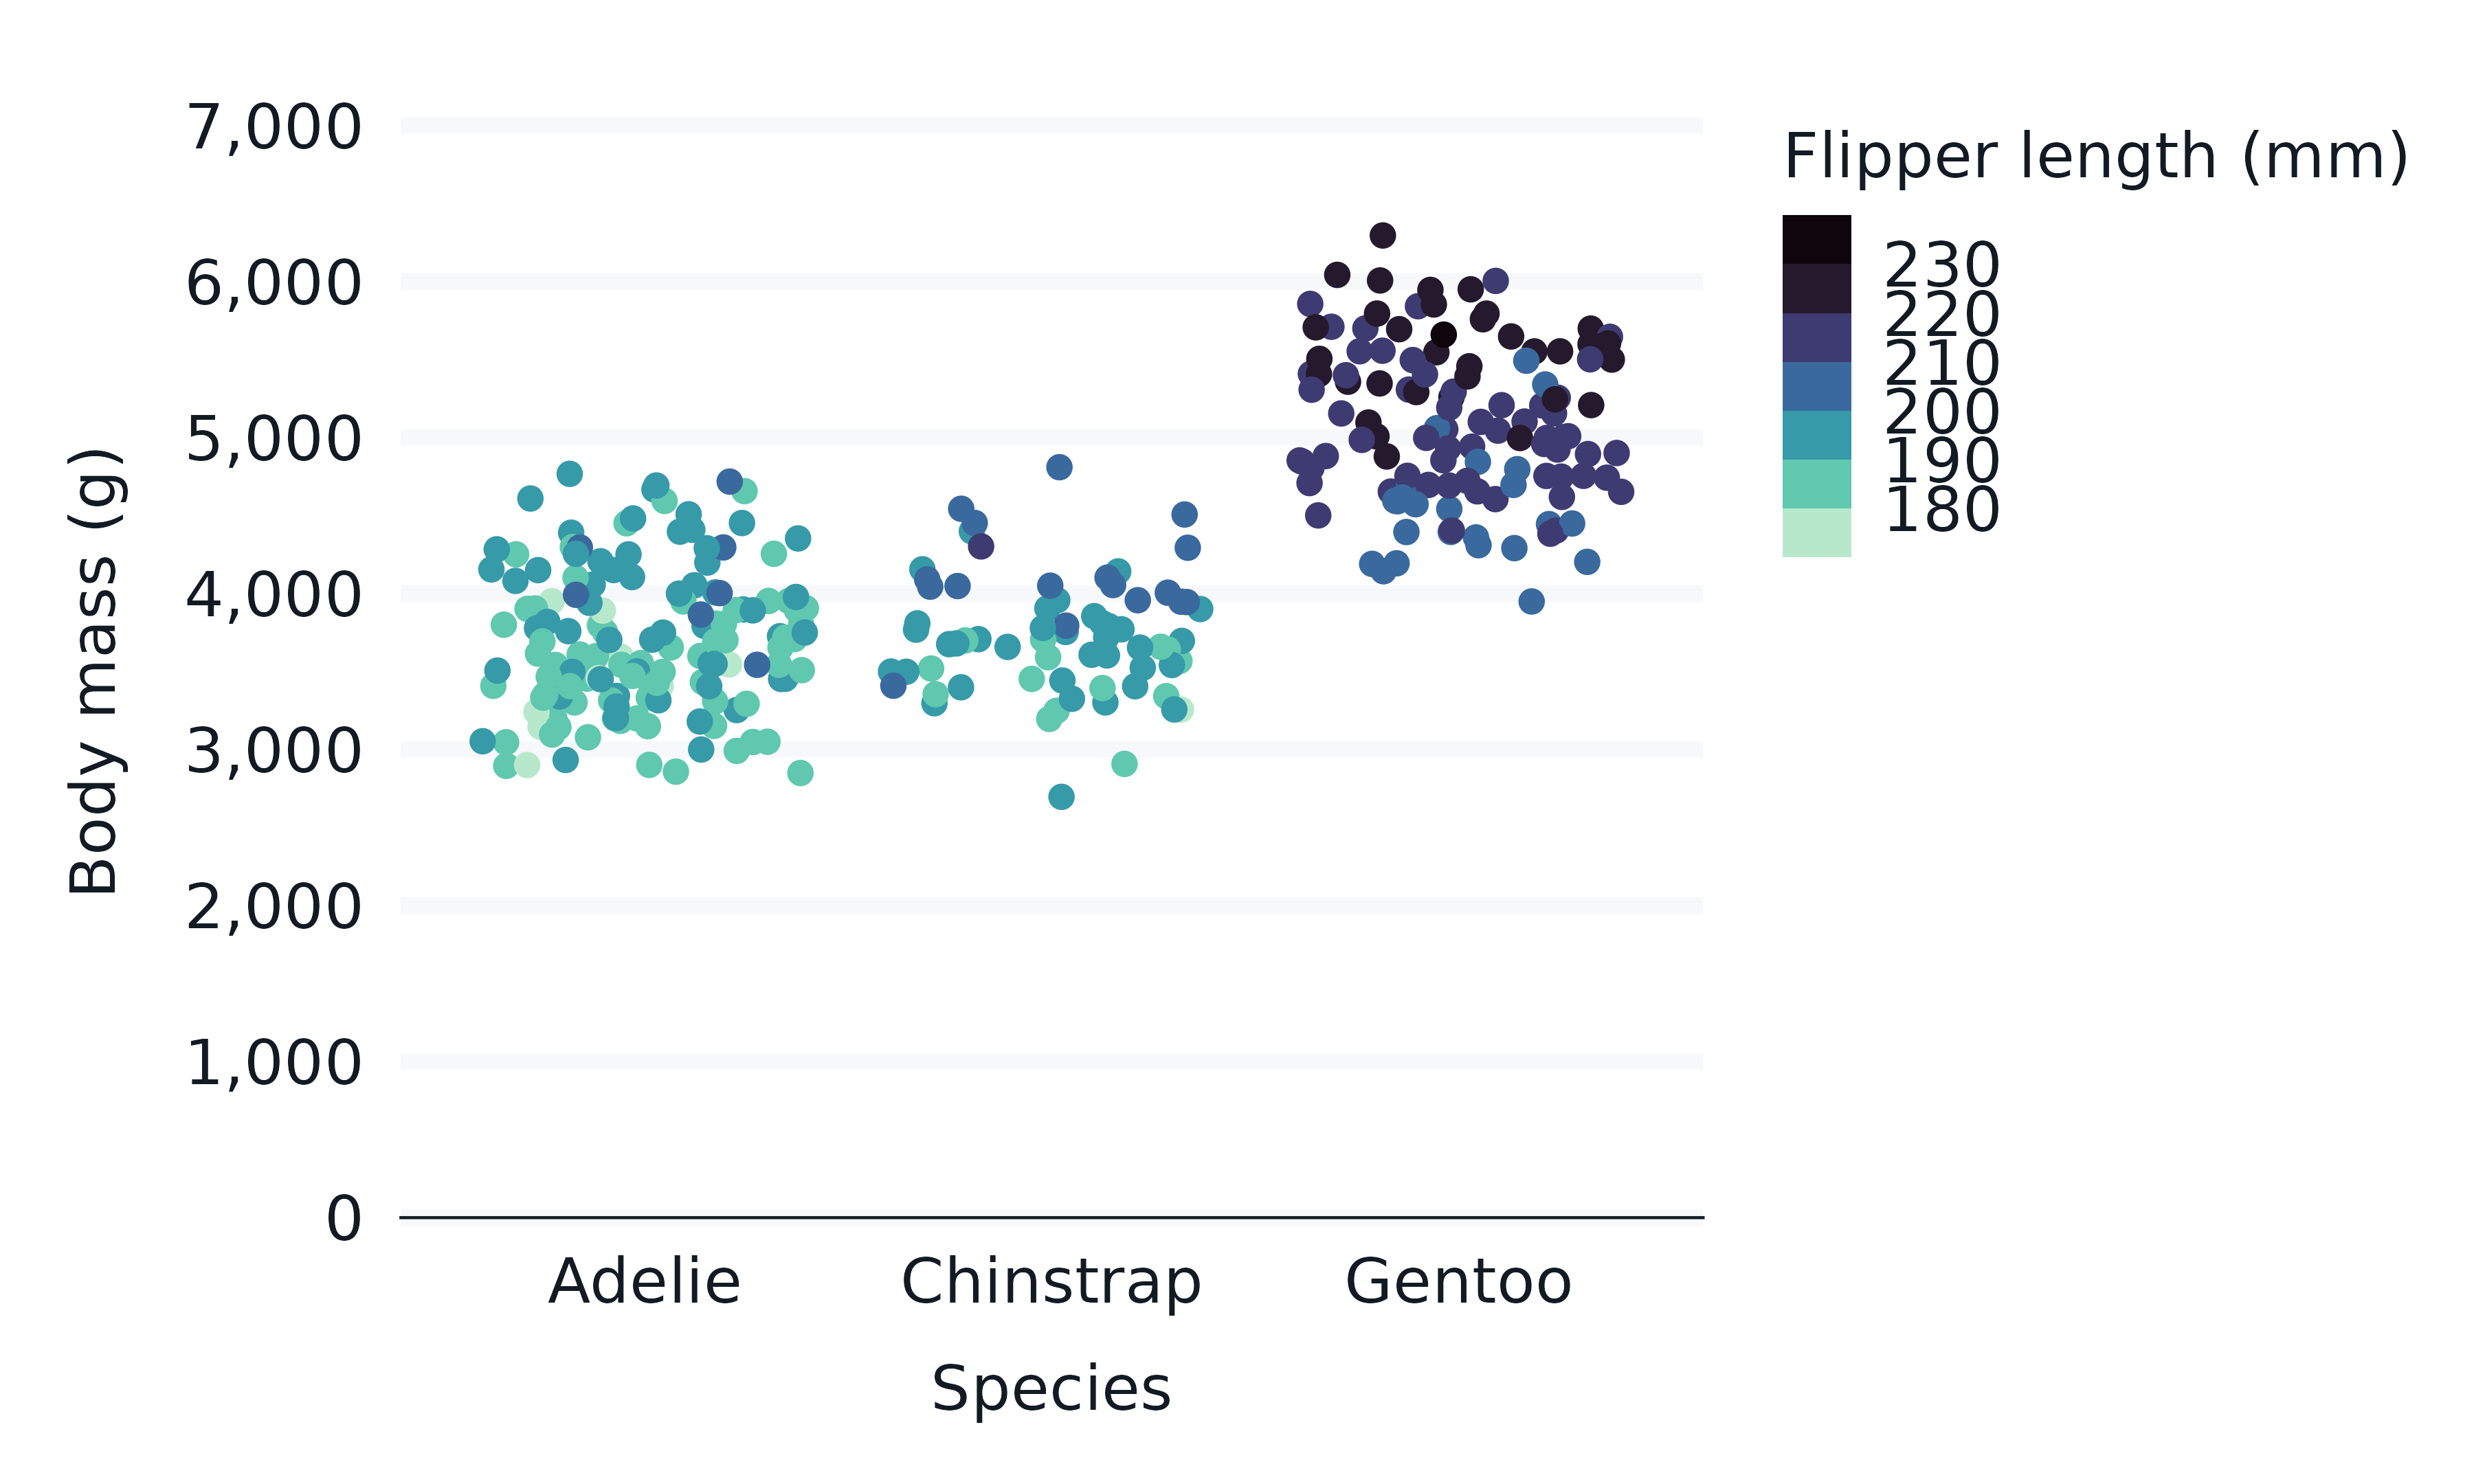 7,000
6,000
5,000
4,000
3,000
2,000
1,000
0
Body mass (g)
Adelie
Chinstrap
Gentoo
Species
Flipper length (mm)
230
220
210
200
190
180